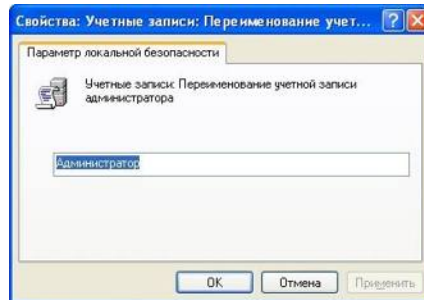 Свойства: Учетные записи: Переименование учет...
Параметр локальной безопасности
Учетные записи: Переименование учетной записи
администратора
Администратор
OK Отмена Применить